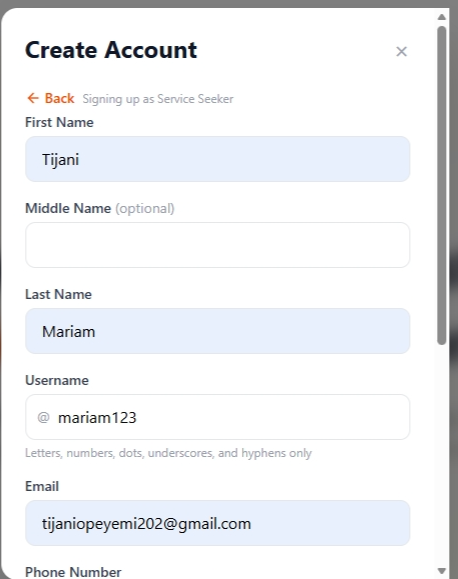 Create Account
×
← Back Signing up as Service Seeker
First Name
Tijani
Middle Name (optional)
Last Name
Mariam
Username
@ mariam123
Letters, numbers, dots, underscores, and hyphens only
Email
tijaniopeyemi202@gmail.com
Phone Number